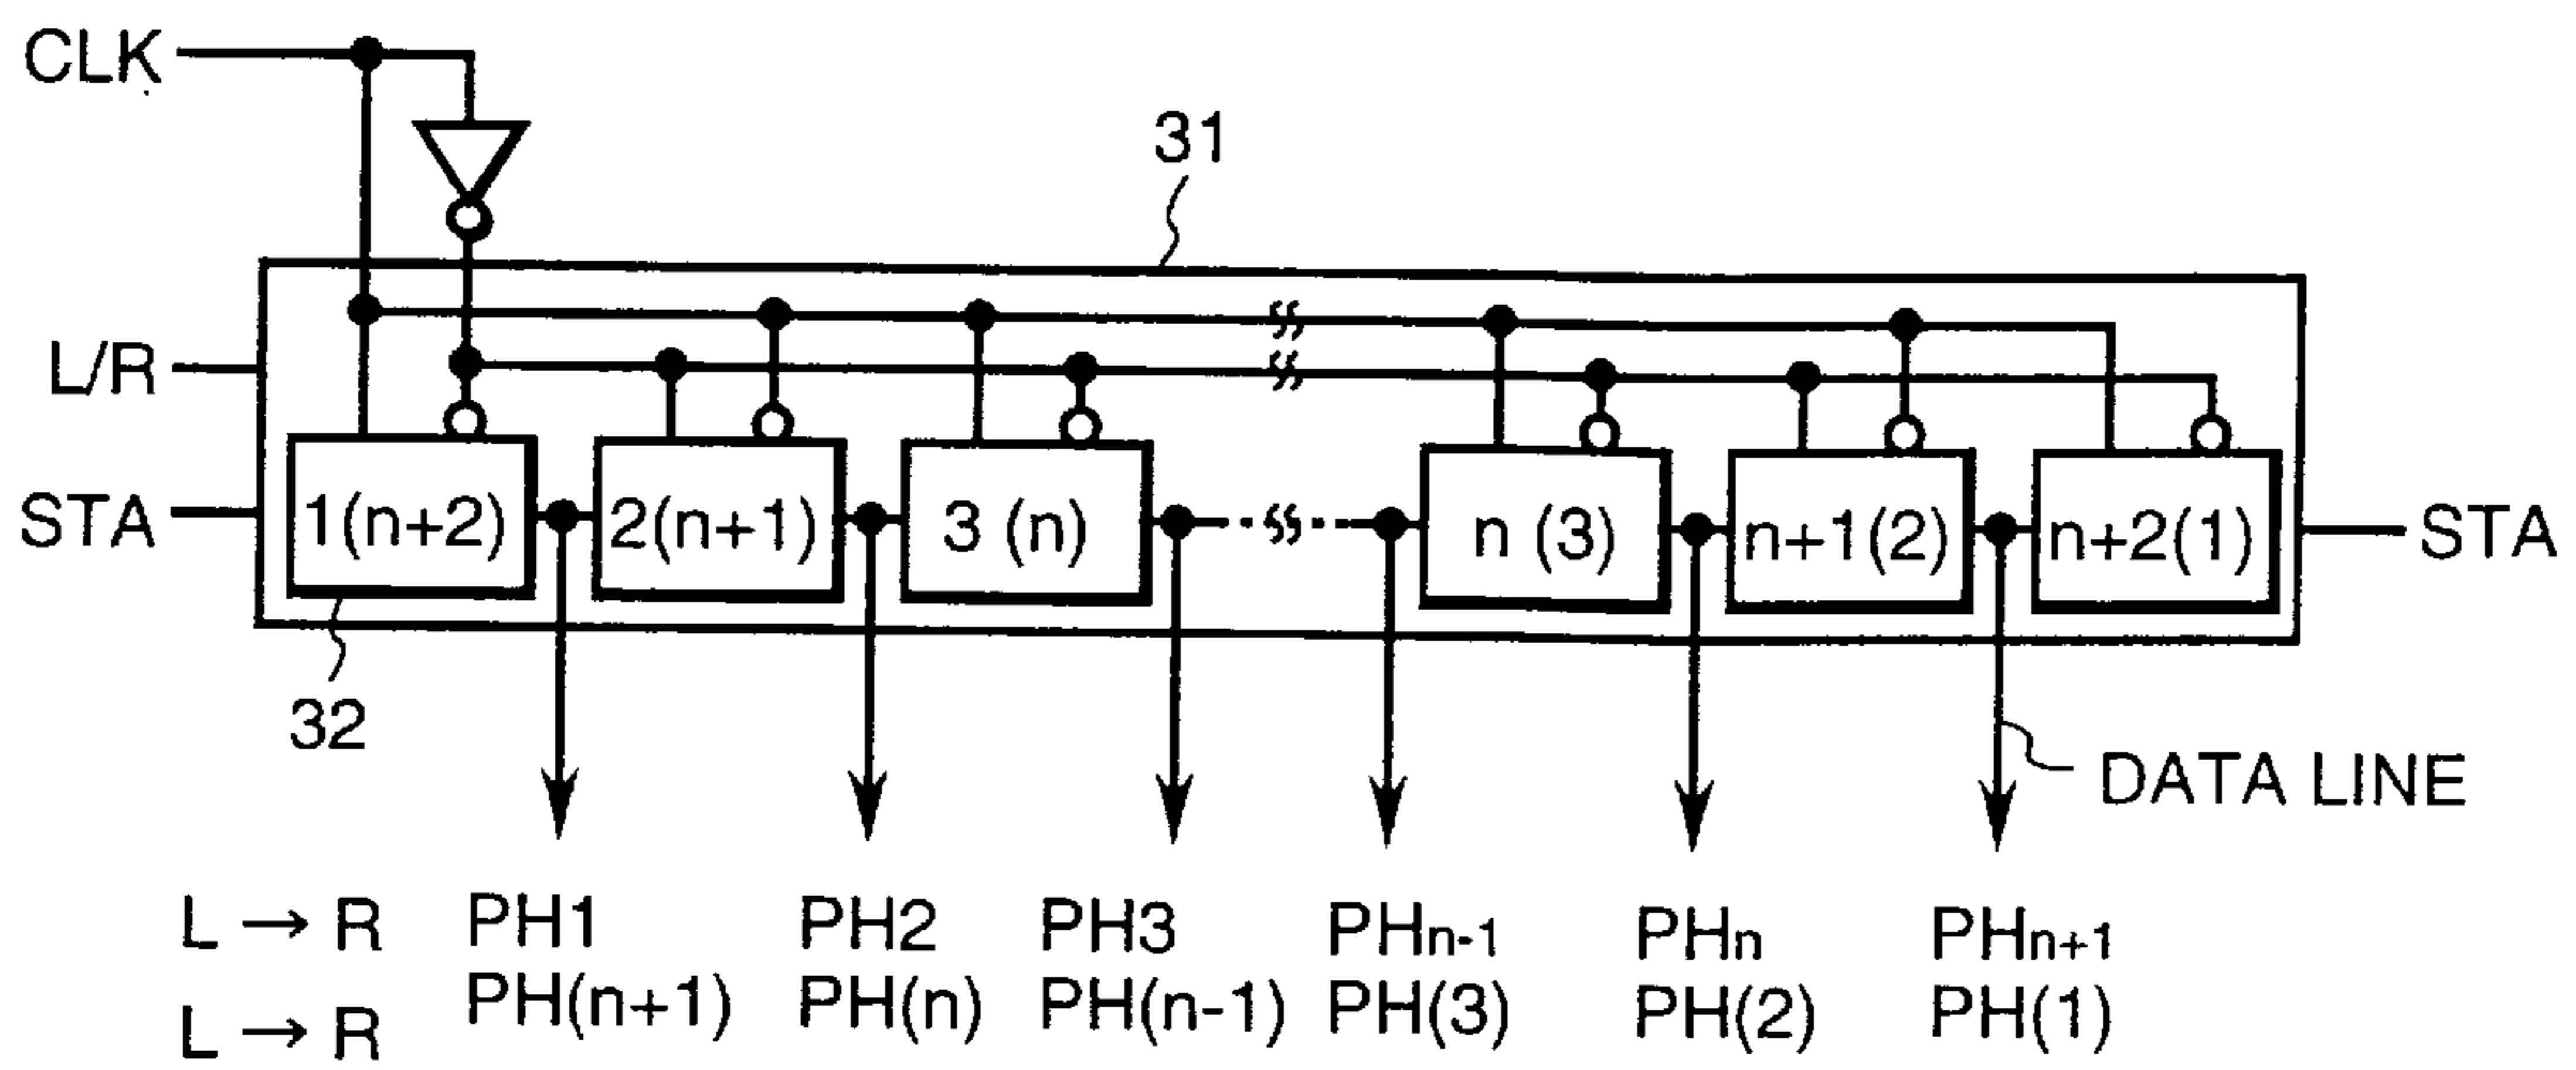 CLK
31
L/R
STA
1(n+2)
2(n+1)
3 (n)
n (3)
n+1(2)
n+2(1)
STA
32
DATA LINE
L → R PH1 PH2 PH3 PHn-1 PHn PHn+1
L → R PH(n+1) PH(n) PH(n-1) PH(3) PH(2) PH(1)